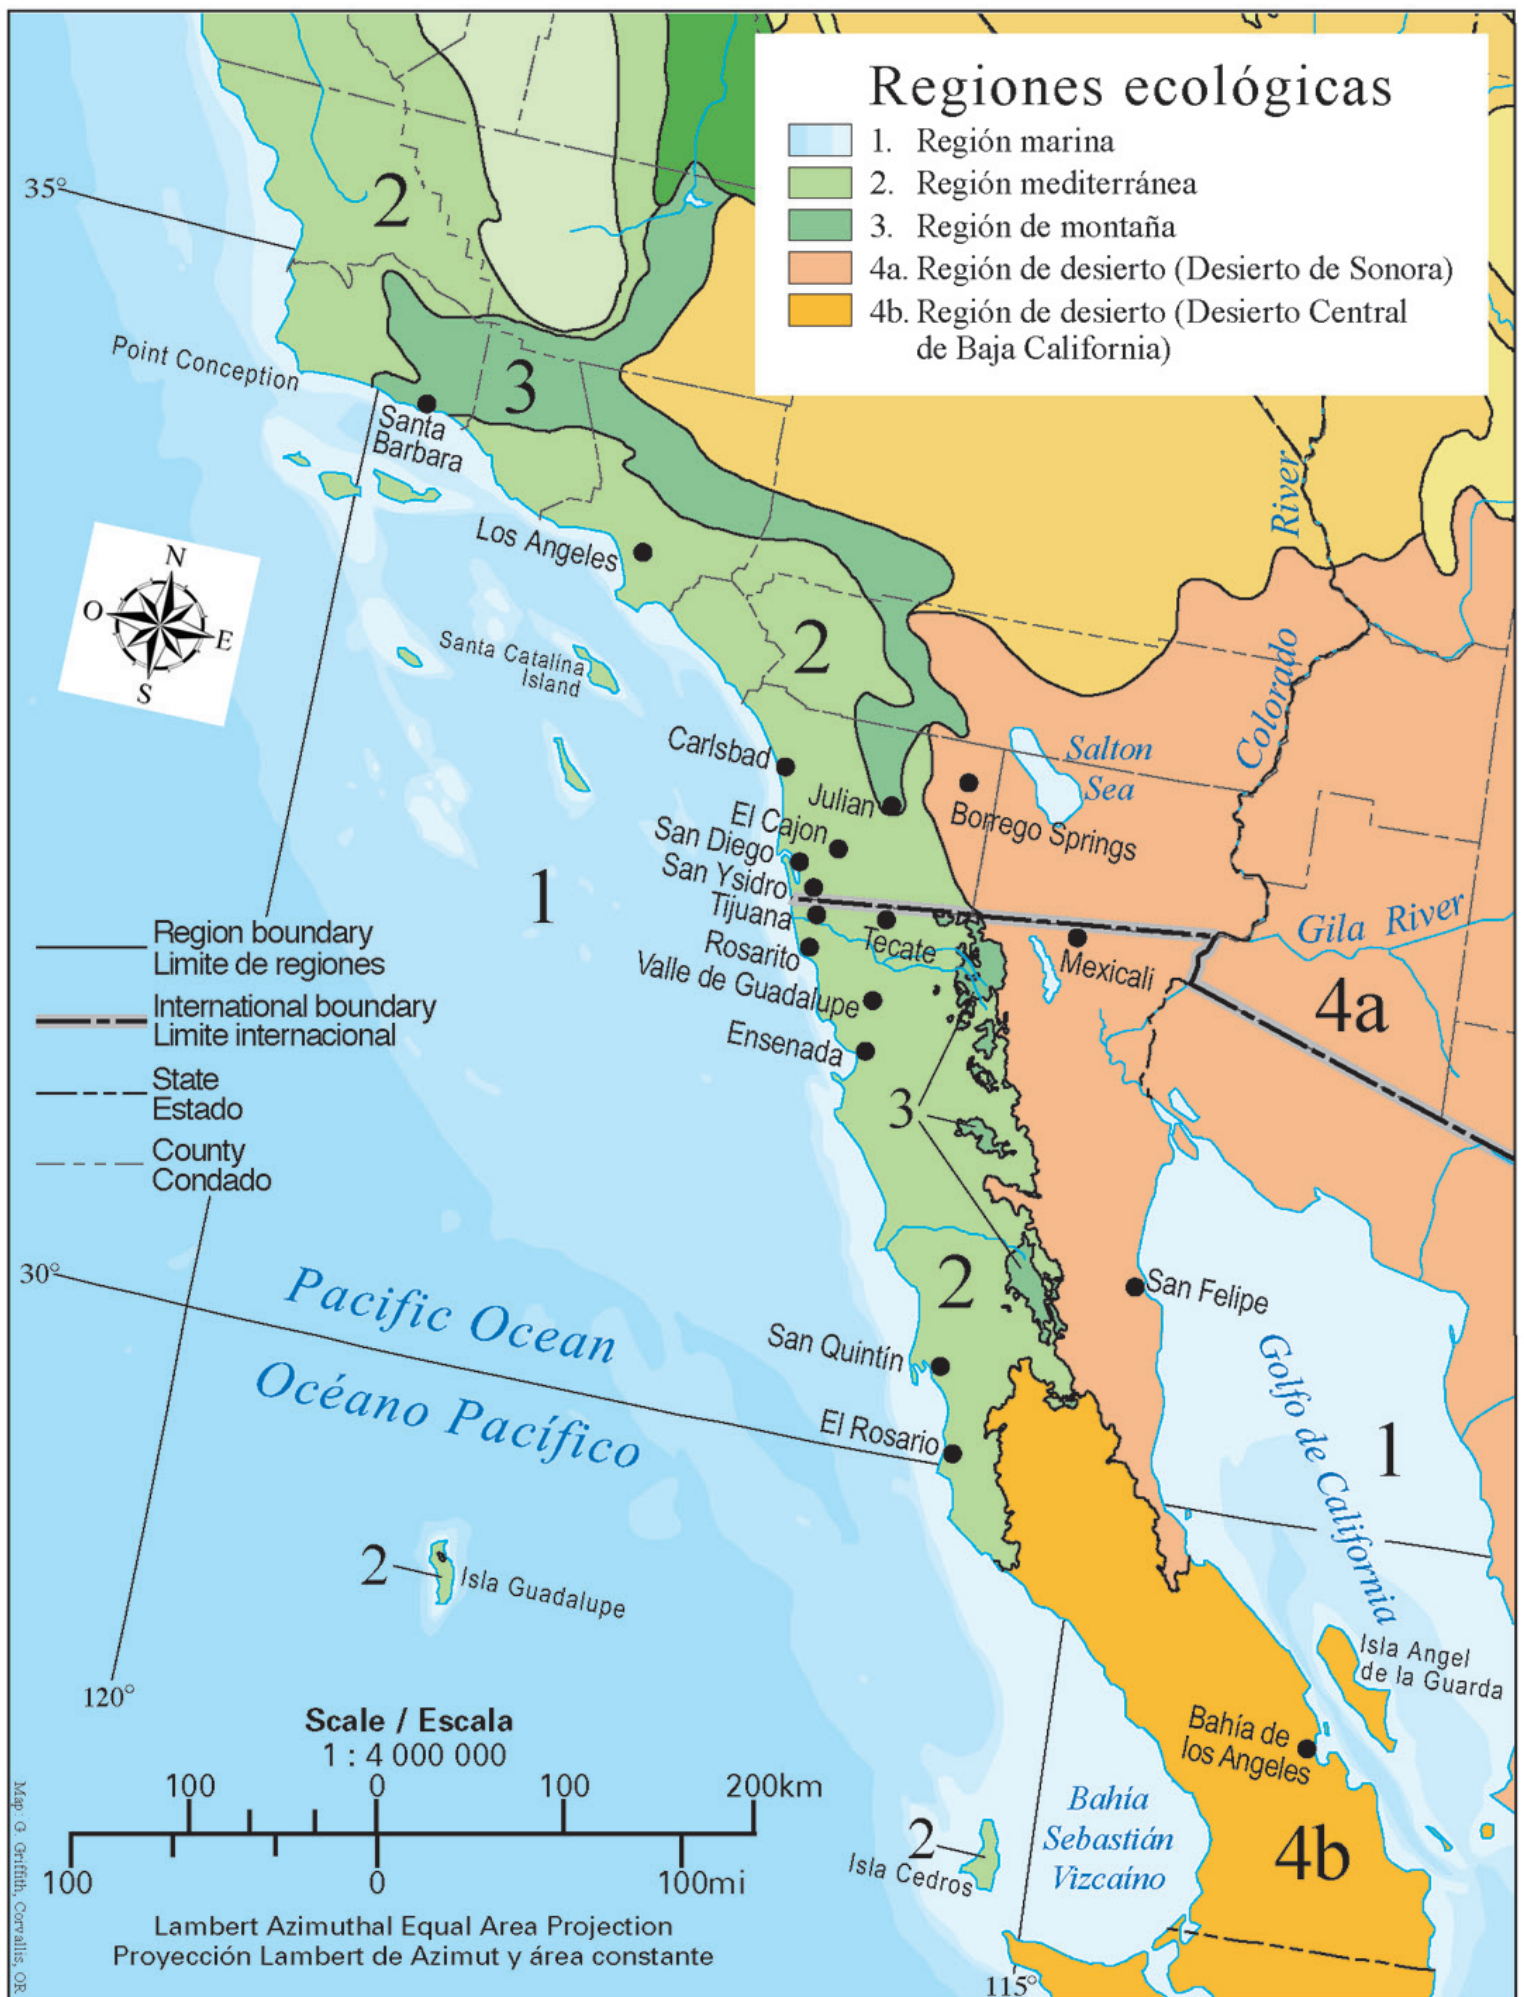 Regiones ecológicas
1. Región marina
2. Región mediterránea
3. Región de montaña
4a. Región de desierto (Desierto de Sonora)
4b. Región de desierto (Desierto Central
de Baja California)
35°
2
Point Conception
3
Santa
Barbara
River
Los Angeles
N
O
E
S
Santa Catalina
Island
2
Colorado
Carlsbad
Salton
Sea
Julian
El Cajon
Borrego Springs
San Diego
San Ysidro
1
Tijuana
Gila River
Tecate
Rosarito
Mexicali
Valle de Guadalupe
4a
Ensenada
Region boundary
Limite de regiones
International boundary
Limite internacional
State
Estado
County
Condado
3
30°
Pacific Ocean
Océano Pacífico
2
San Felipe
San Quintín
Golfo de California
1
El Rosario
2
Isla Guadalupe
Isla Angel
de la Guarda
120°
Bahía de
los Angeles
Scale / Escala
1 : 4 000 000
100 0 100 200km
100 0 100mi
Bahía
Sebastián
Vizcaíno
2
Isla Cedros
4b
Lambert Azimuthal Equal Area Projection
Proyección Lambert de Azimut y área constante
115°
Map: G. Griffith, Corvallis, OR